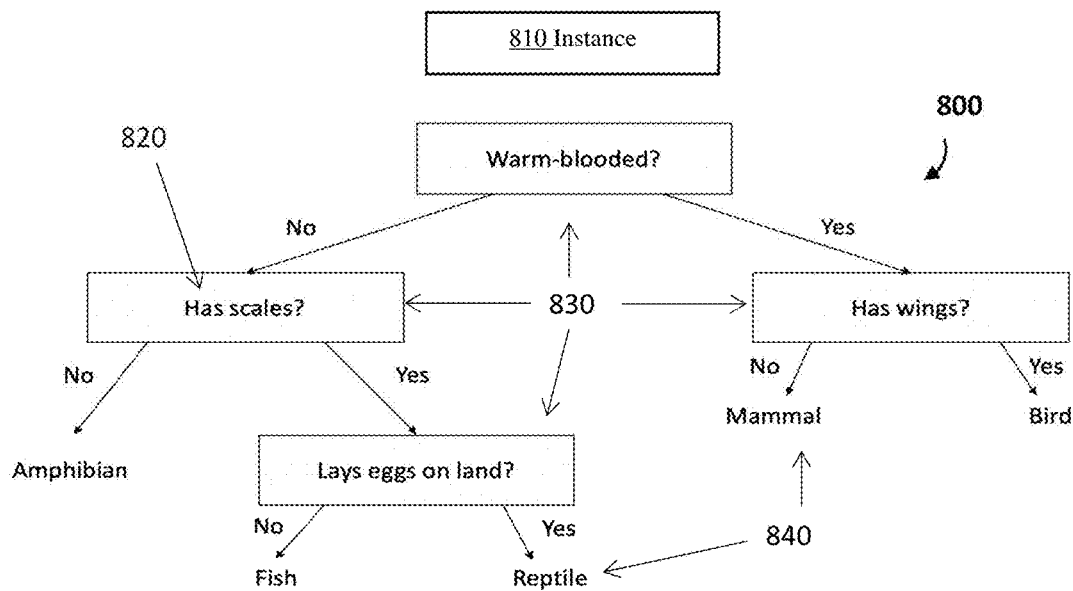 810 Instance
800
820
Warm-blooded?
No
Yes
Has scales?
830
Has wings?
No
Yes
No
Yes
Mammal
Bird
Amphibian
Lays eggs on land?
No
Yes
840
Fish
Reptile